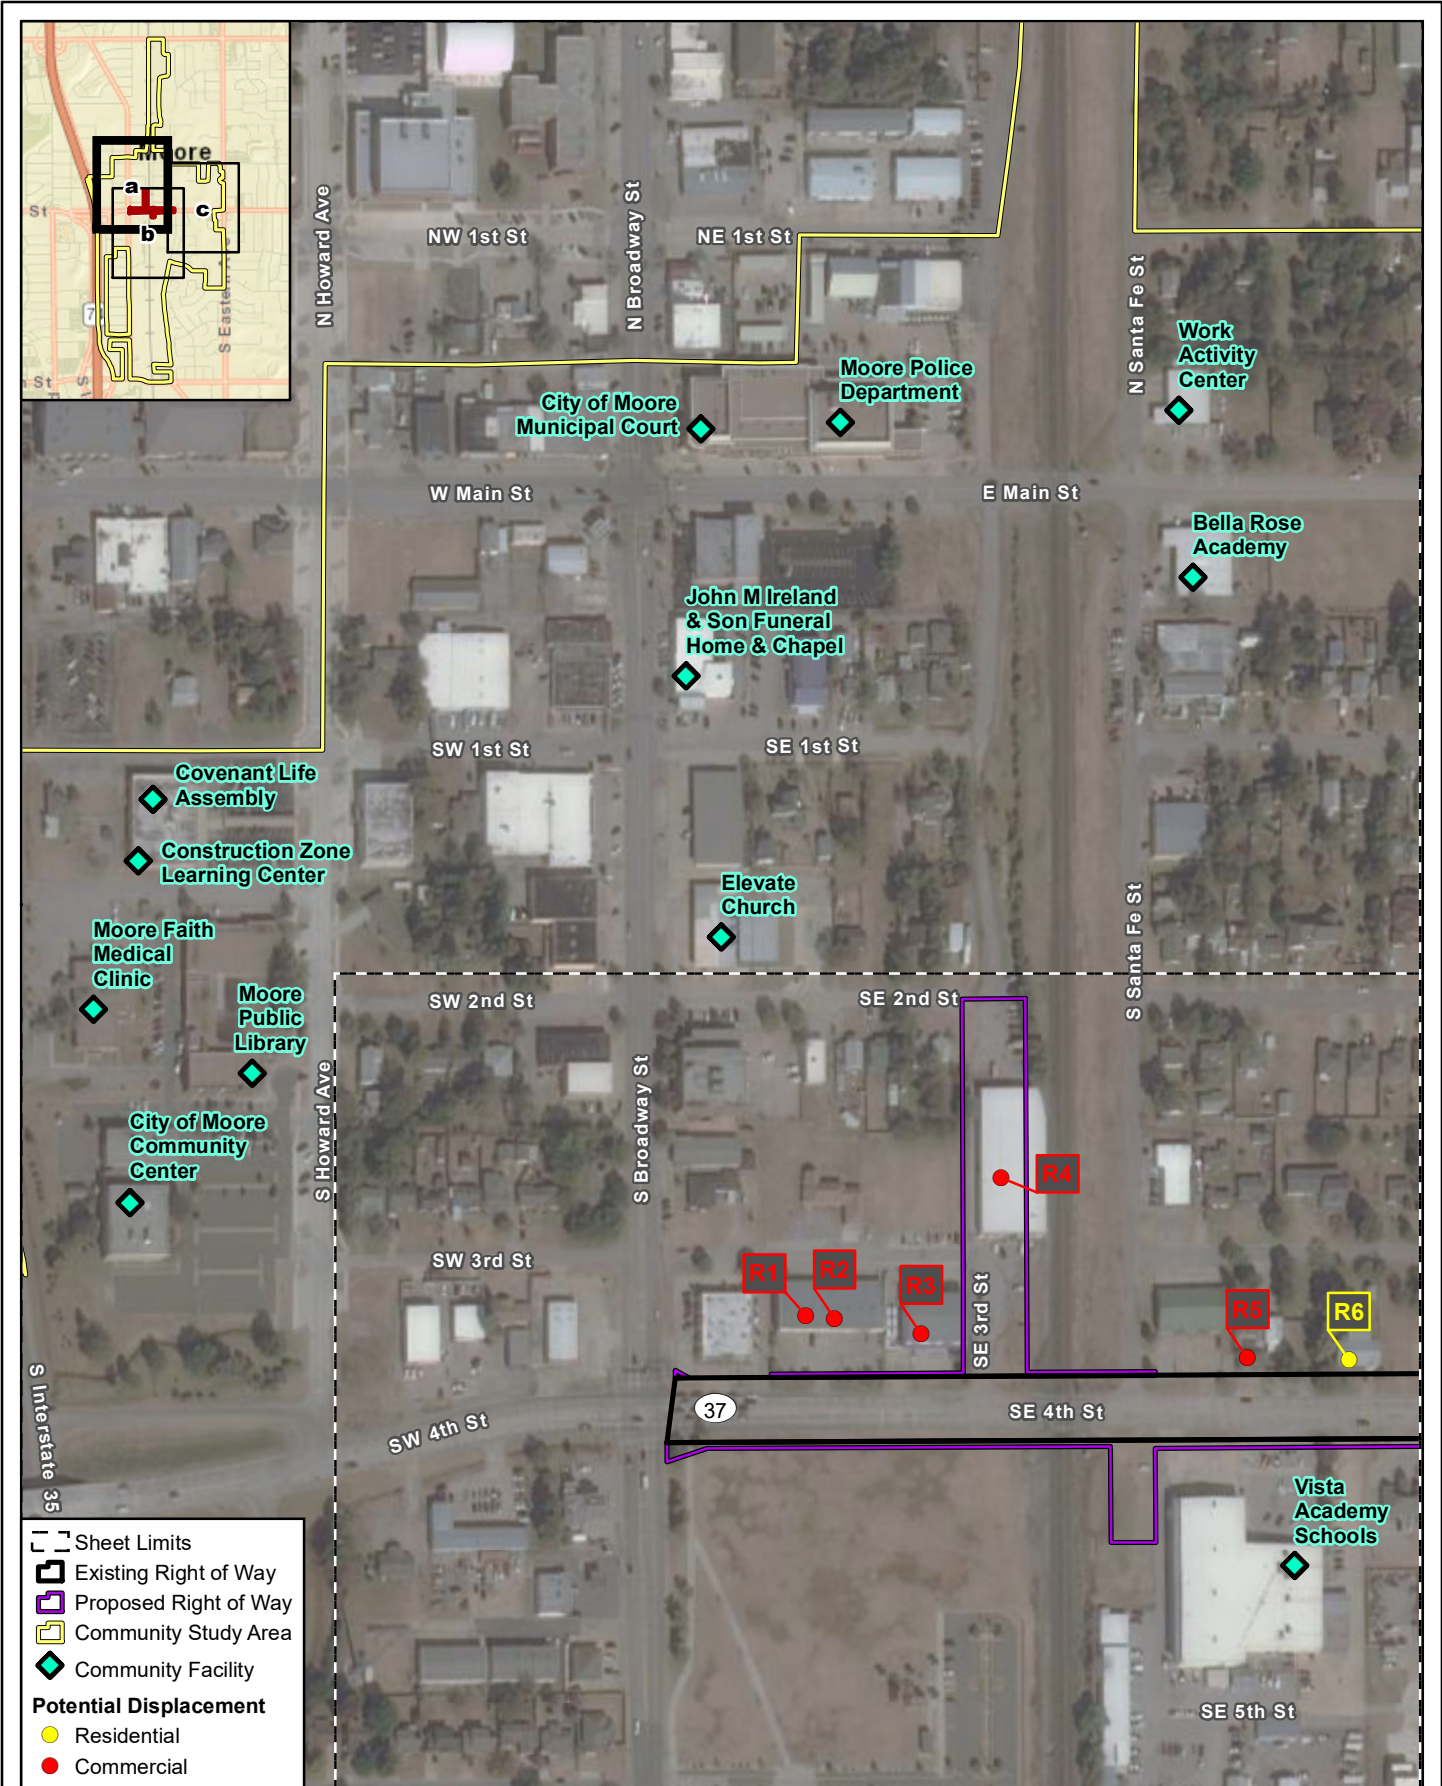 Moore
a
c
b
St
7
S Eastern
St
S
N Howard Ave
N Broadway St
NW 1st St
NE 1st St
N Santa Fe St
Work
Activity
Center
Moore Police
Department
City of Moore
Municipal Court
W Main St
E Main St
Bella Rose
Academy
John M Ireland
& Son Funeral
Home & Chapel
SW 1st St
SE 1st St
Covenant Life
Assembly
Construction Zone
Learning Center
Elevate
Church
Moore Faith
Medical
Clinic
S Santa Fe St
Moore
Public
Library
SW 2nd St
SE 2nd St
S Howard Ave
S Broadway St
City of Moore
Community
Center
R4
SW 3rd St
R1
R2
R3
SE 3rd St
R5
R6
37
SE 4th St
SW 4th St
S Interstate 35
Vista
Academy
Schools
SE 5th St
Sheet Limits
Existing Right of Way
Proposed Right of Way
Community Study Area
Community Facility
Potential Displacement
Residential
Commercial